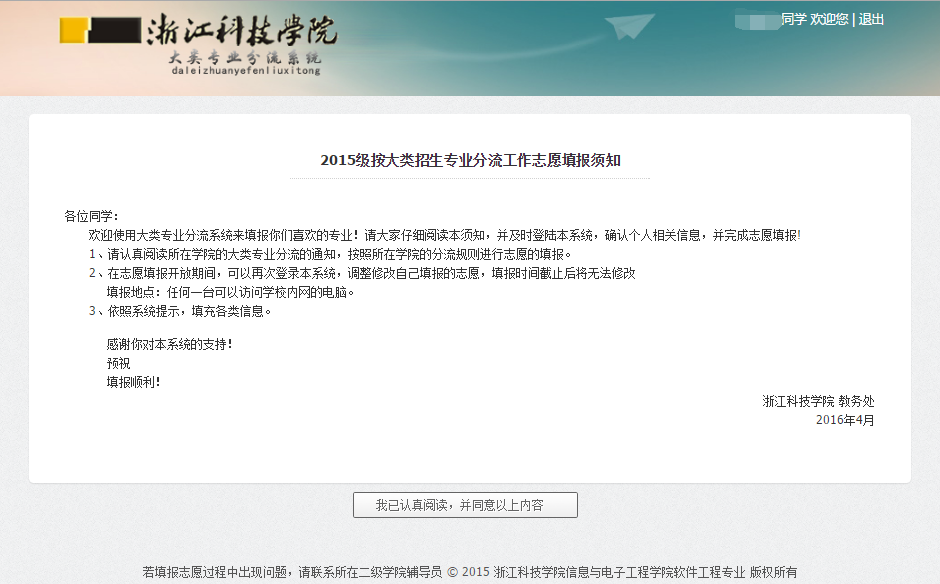 浙江科技学院
大类专业分流系统
daleizhuanyefenliuxitong
同学 欢迎您 | 退出
2015级按大类招生专业分流工作志愿填报须知
各位同学：
欢迎使用大类专业分流系统来填报你们喜欢的专业！请大家仔细阅读本须知，并及时登陆本系统，确认个人相关信息，并完成志愿填报!
1、请认真阅读所在学院的大类专业分流的通知，按照所在学院的分流规则进行志愿的填报。
2、在志愿填报开放期间，可以再次登录本系统，调整修改自己填报的志愿，填报时间截止后将无法修改
填报地点：任何一台可以访问学校内网的电脑。
3、依照系统提示，填充各类信息。
感谢你对本系统的支持！
预祝
填报顺利！
浙江科技学院 教务处
2016年4月
我已认真阅读，并同意以上内容
若填报志愿过程中出现问题，请联系所在二级学院辅导员 © 2015 浙江科技学院信息与电子工程学院软件工程专业 版权所有